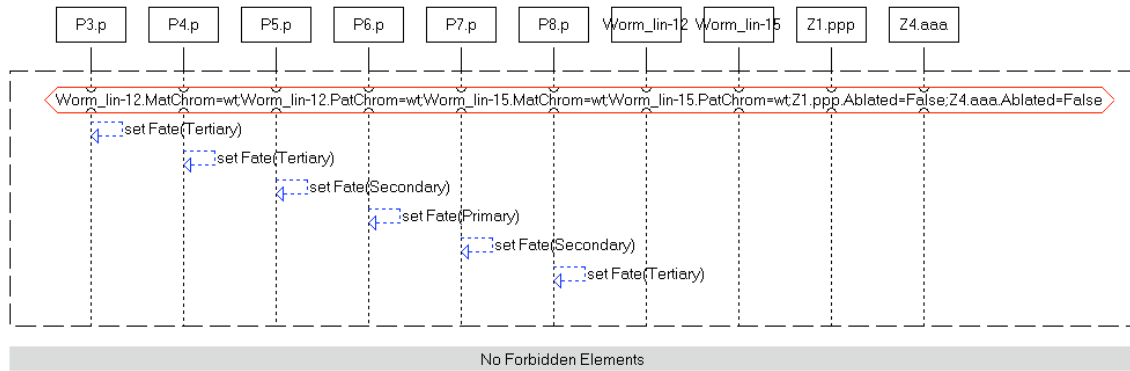 P3.p P4.p P5.p P6.p P7.p P8.p Worm_lin-12 Worm_lin-15 Z1.ppp Z4.aaa
Worm_lin-12.MatChrom=wt;Worm_lin-12.PatChrom=wt;Worm_lin-15.MatChrom=wt;Worm_lin-15.PatChrom=wt;Z1.ppp.Ablated=False;Z4.aaa.Ablated=False
set Fate(Tertiary)
set Fate(Tertiary)
set Fate(Secondary)
set Fate(Primary)
set Fate(Secondary)
set Fate(Tertiary)
No Forbidden Elements